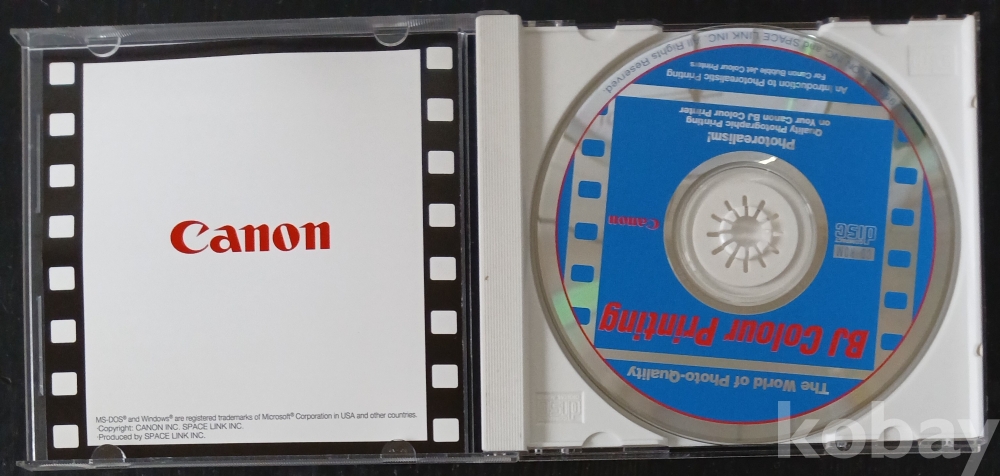 Canon
MS-DOS® and Windows® are registered trademarks of Microsoft® Corporation in USA and other countries.
·Copyright: CANON INC. SPACE LINK INC.
·Produced by SPACE LINK INC.
The World of Photo-Quality
BJ Colour Printing
disc
Canon
Photorealism!
Quality Photographic Printing
on Your Canon BJ Colour Printer
An Introduction to Photorealistic Printing
For Canon Bubble Jet Colour Printers
and SPACE LINK INC. All Rights Reserved.
kobay